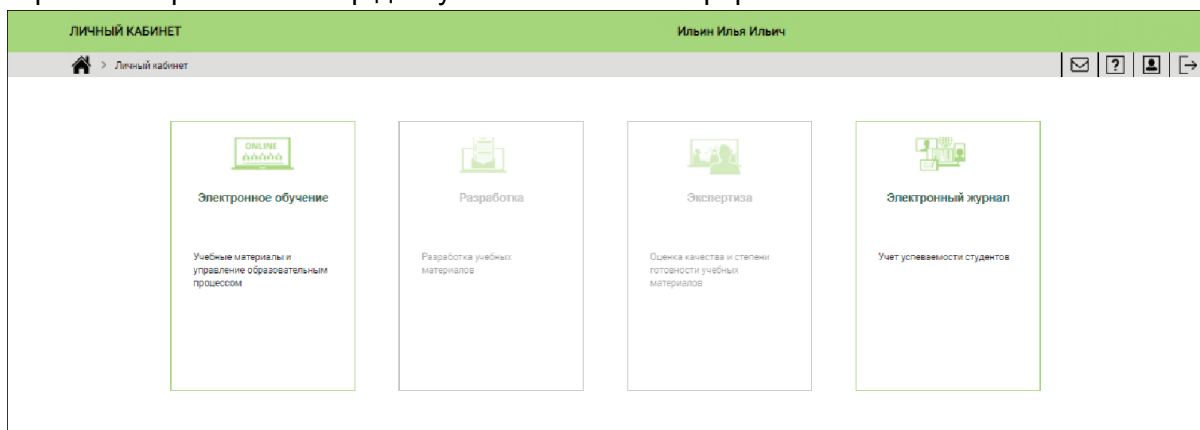 ЛИЧНЫЙ КАБИНЕТ
Ильин Илья Ильич
> Личный кабинет
?
ONLINE
Электронное обучение
Учебные материалы и
управление образовательным
процессом
Разработка
Разработка учебных
материалов
Экспертиза
Оценка качества и степени
готовности учебных
материалов
Электронный журнал
Учет успеваемости студентов